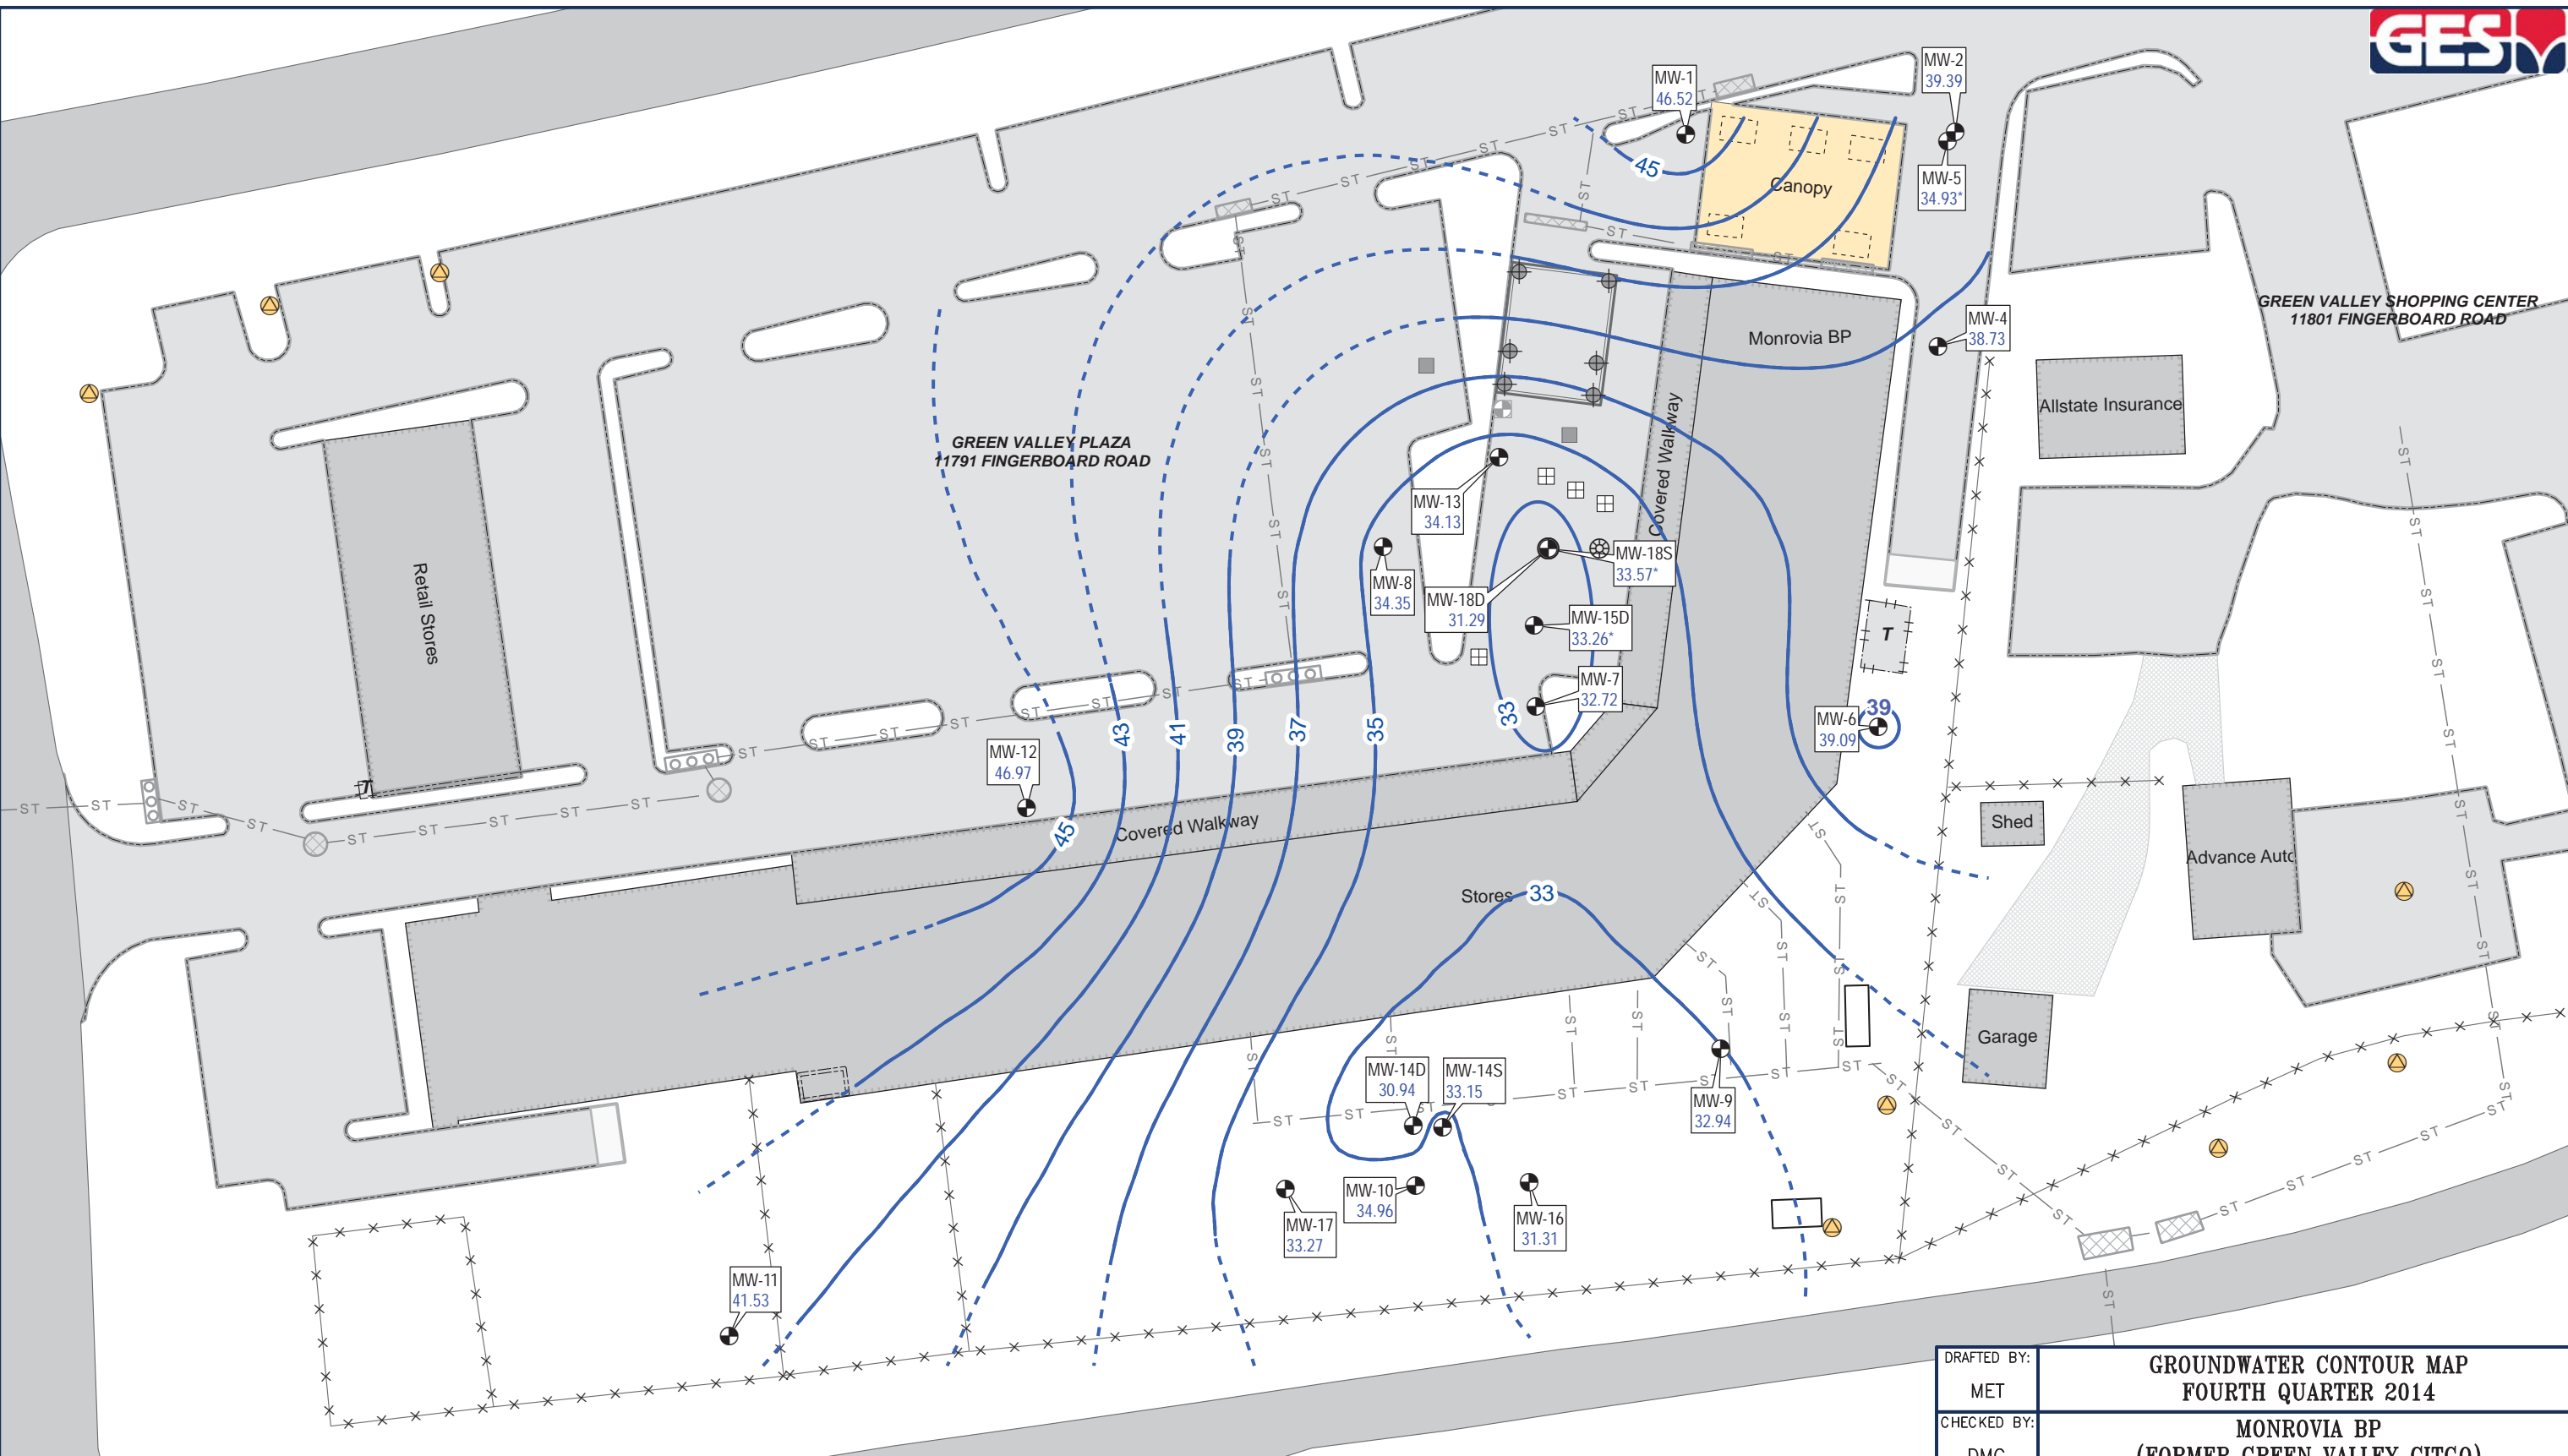 GES
MW-2
39.39
MW-1
46.52
MW-5
34.93*
45
Canopy
GREEN VALLEY SHOPPING CENTER
11801 FINGERBOARD ROAD
MW-4
38.73
Monrovia BP
Allstate Insurance
GREEN VALLEY PLAZA
11791 FINGERBOARD ROAD
Covered Walkway
MW-13
34.13
MW-18S
33.57*
MW-8
34.35
MW-18D
31.29
MW-15D
33.26*
T
Retail Stores
MW-7
32.72
33
39
MW-6
39.09
43
41
39
37
35
MW-12
46.97
T
45
Covered Walkway
Shed
Advance Auto
Stores
33
Garage
MW-14D
30.94
MW-14S
33.15
MW-9
32.94
MW-10
34.96
MW-17
33.27
MW-16
31.31
MW-11
41.53
ST
DRAFTED BY:
MET
GROUNDWATER CONTOUR MAP
FOURTH QUARTER 2014
CHECKED BY:
DMG
MONROVIA BP
(FORMER GREEN VALLEY CITGO)